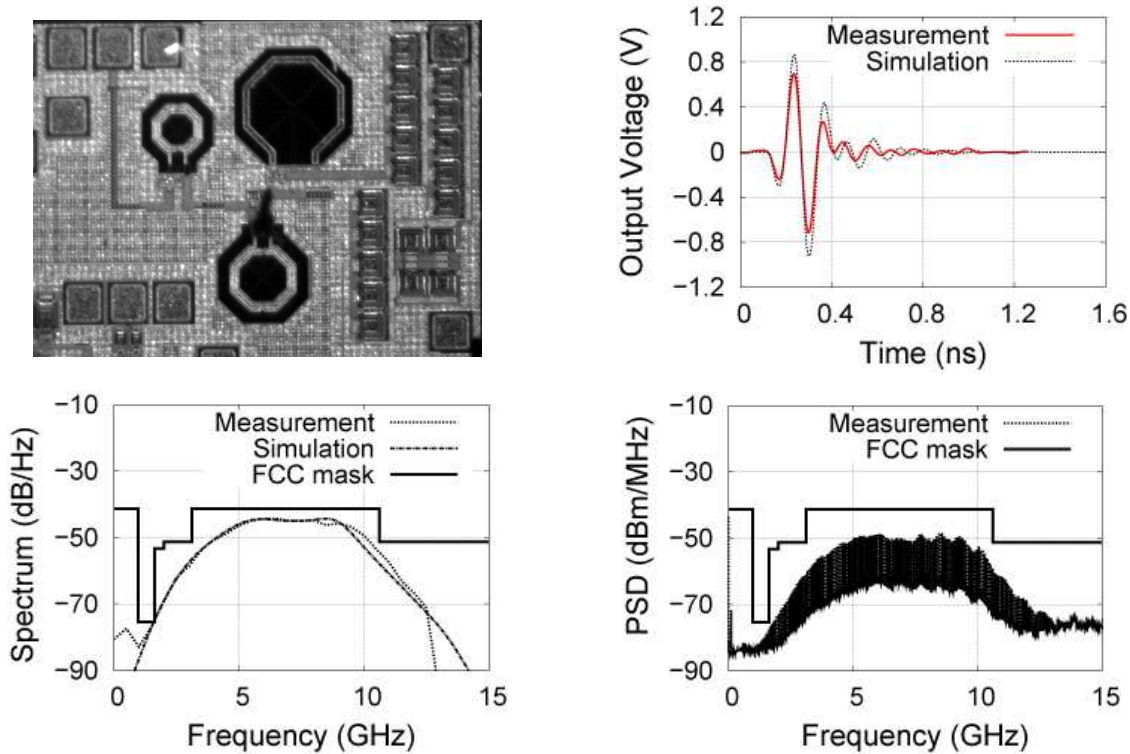 1.2
0.8
0.4
0
−0.4
−0.8
−1.2
Output Voltage (V)
Measurement
Simulation
0 0.4 0.8 1.2 1.6
Time (ns)
−10
−30
−50
−70
−90
Spectrum (dB/Hz)
Measurement
Simulation
FCC mask
0 5 10 15
Frequency (GHz)
−10
−30
−50
−70
−90
PSD (dBm/MHz)
Measurement
FCC mask
0 5 10 15
Frequency (GHz)